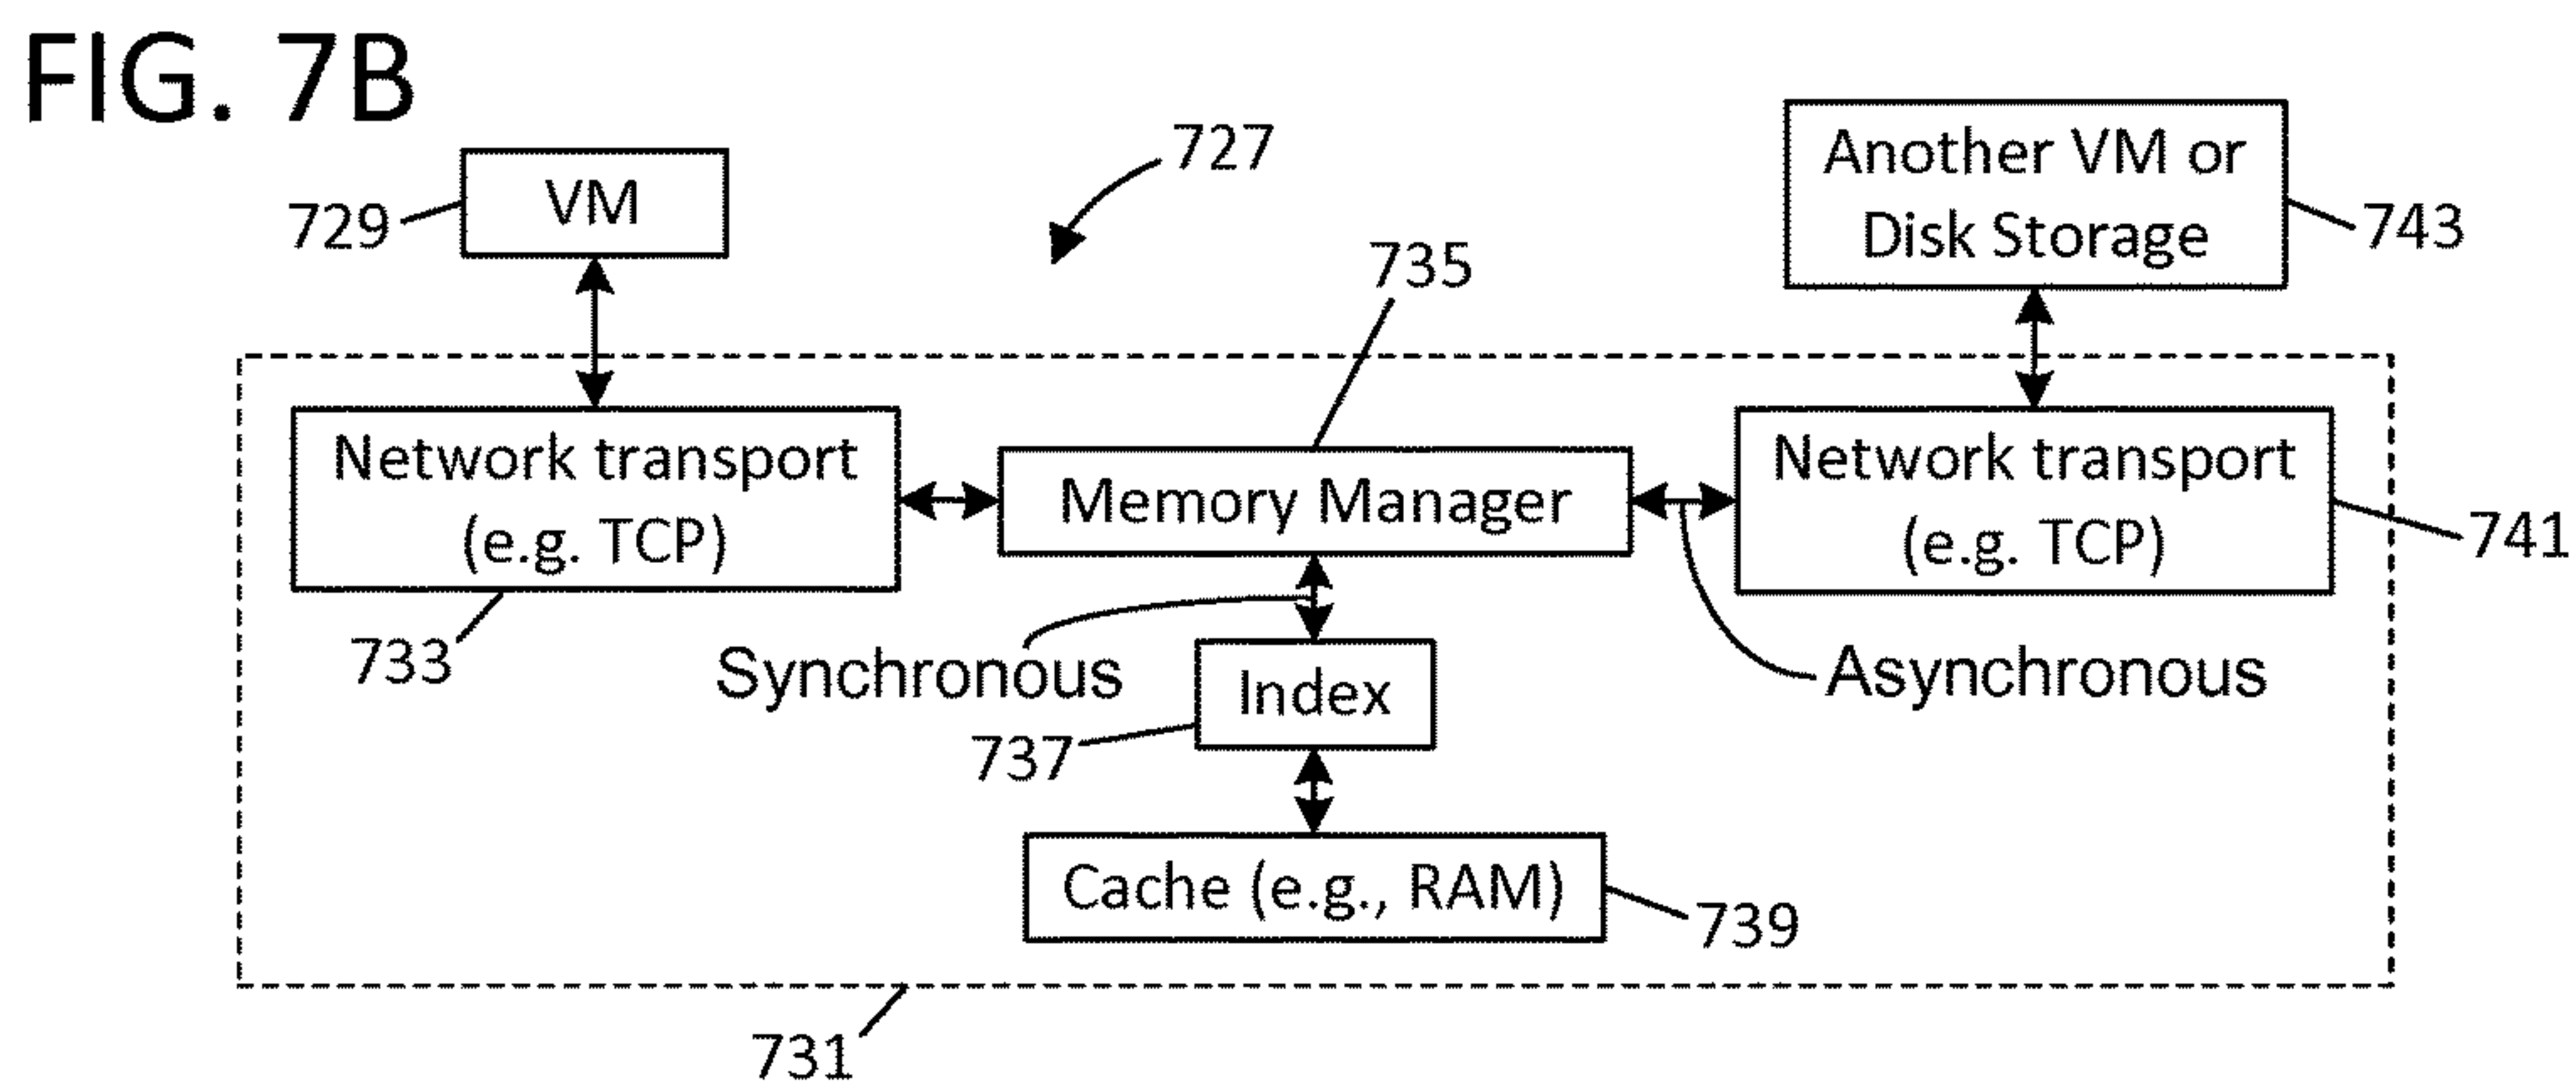 FIG. 7B
727
VM
729
Another VM or
Disk Storage
743
735
Network transport
(e.g. TCP)
733
Memory Manager
Network transport
(e.g. TCP)
741
Synchronous
Asynchronous
Index
737
Cache (e.g., RAM)
739
731